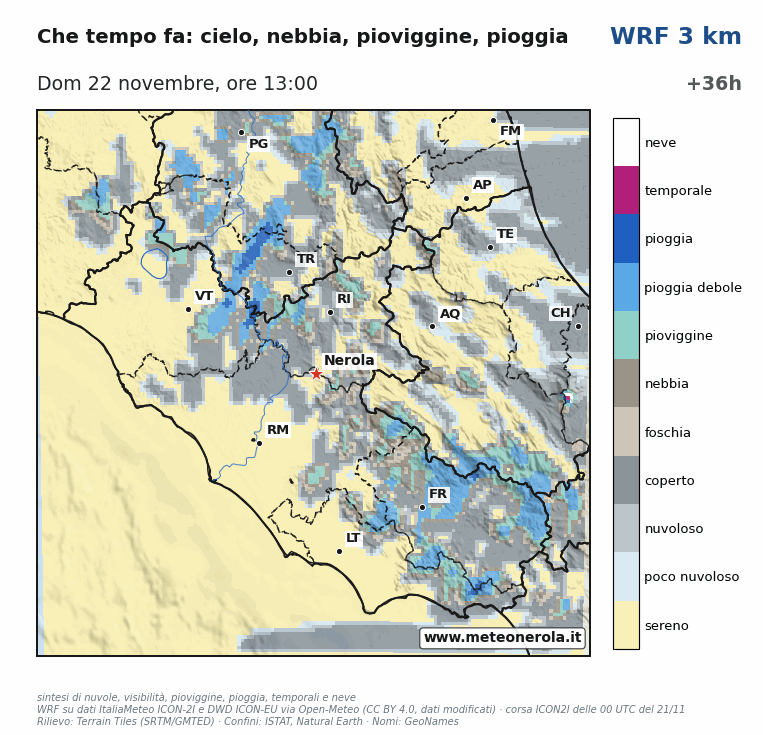 Che tempo fa: cielo, nebbia, pioviggine, pioggia
WRF 3 km
Dom 22 novembre, ore 13:00
+36h
PG
FM
AP
TE
TR
VT
RI
AQ
CH
Nerola
RM
FR
LT
www.meteonerola.it
neve
temporale
pioggia
pioggia debole
pioviggine
nebbia
foschia
coperto
nuvoloso
poco nuvoloso
sereno
sintesi di nuvole, visibilità, pioviggine, pioggia, temporali e neve
WRF su dati ItaliaMeteo ICON-2I e DWD ICON-EU via Open-Meteo (CC BY 4.0, dati modificati) · corsa ICON2I delle 00 UTC del 21/11
Rilievo: Terrain Tiles (SRTM/GMTED) · Confini: ISTAT, Natural Earth · Nomi: GeoNames